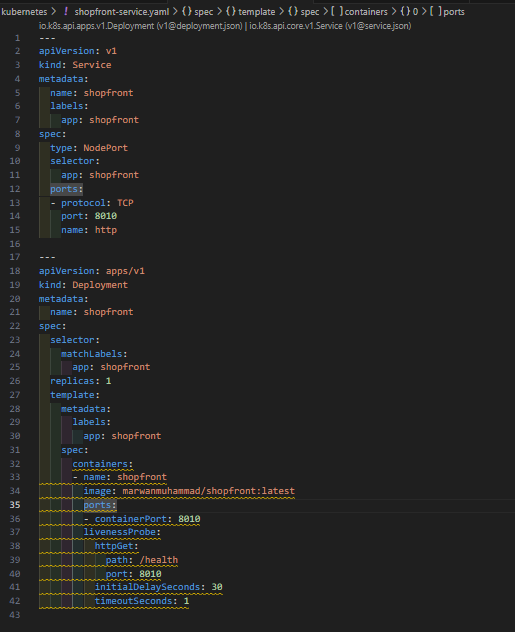 kubernetes > ! shopfront-service.yaml > {} spec > {} template > {} spec > [ ] containers > {} 0 > [ ] ports
io.k8s.api.apps.v1.Deployment (v1@deployment.json) | io.k8s.api.core.v1.Service (v1@service.json)
1 ---
2 apiVersion: v1
3 kind: Service
4 metadata:
5   name: shopfront
6   labels:
7     app: shopfront
8 spec:
9   type: NodePort
10   selector:
11     app: shopfront
12   ports:
13   - protocol: TCP
14     port: 8010
15     name: http
16
17 ---
18 apiVersion: apps/v1
19 kind: Deployment
20 metadata:
21   name: shopfront
22 spec:
23   selector:
24     matchLabels:
25       app: shopfront
26   replicas: 1
27   template:
28     metadata:
29       labels:
30         app: shopfront
31     spec:
32       containers:
33       - name: shopfront
34         image: marwanmuhammad/shopfront:latest
35         ports:
36         - containerPort: 8010
37         livenessProbe:
38           httpGet:
39             path: /health
40             port: 8010
41           initialDelaySeconds: 30
42           timeoutSeconds: 1
43